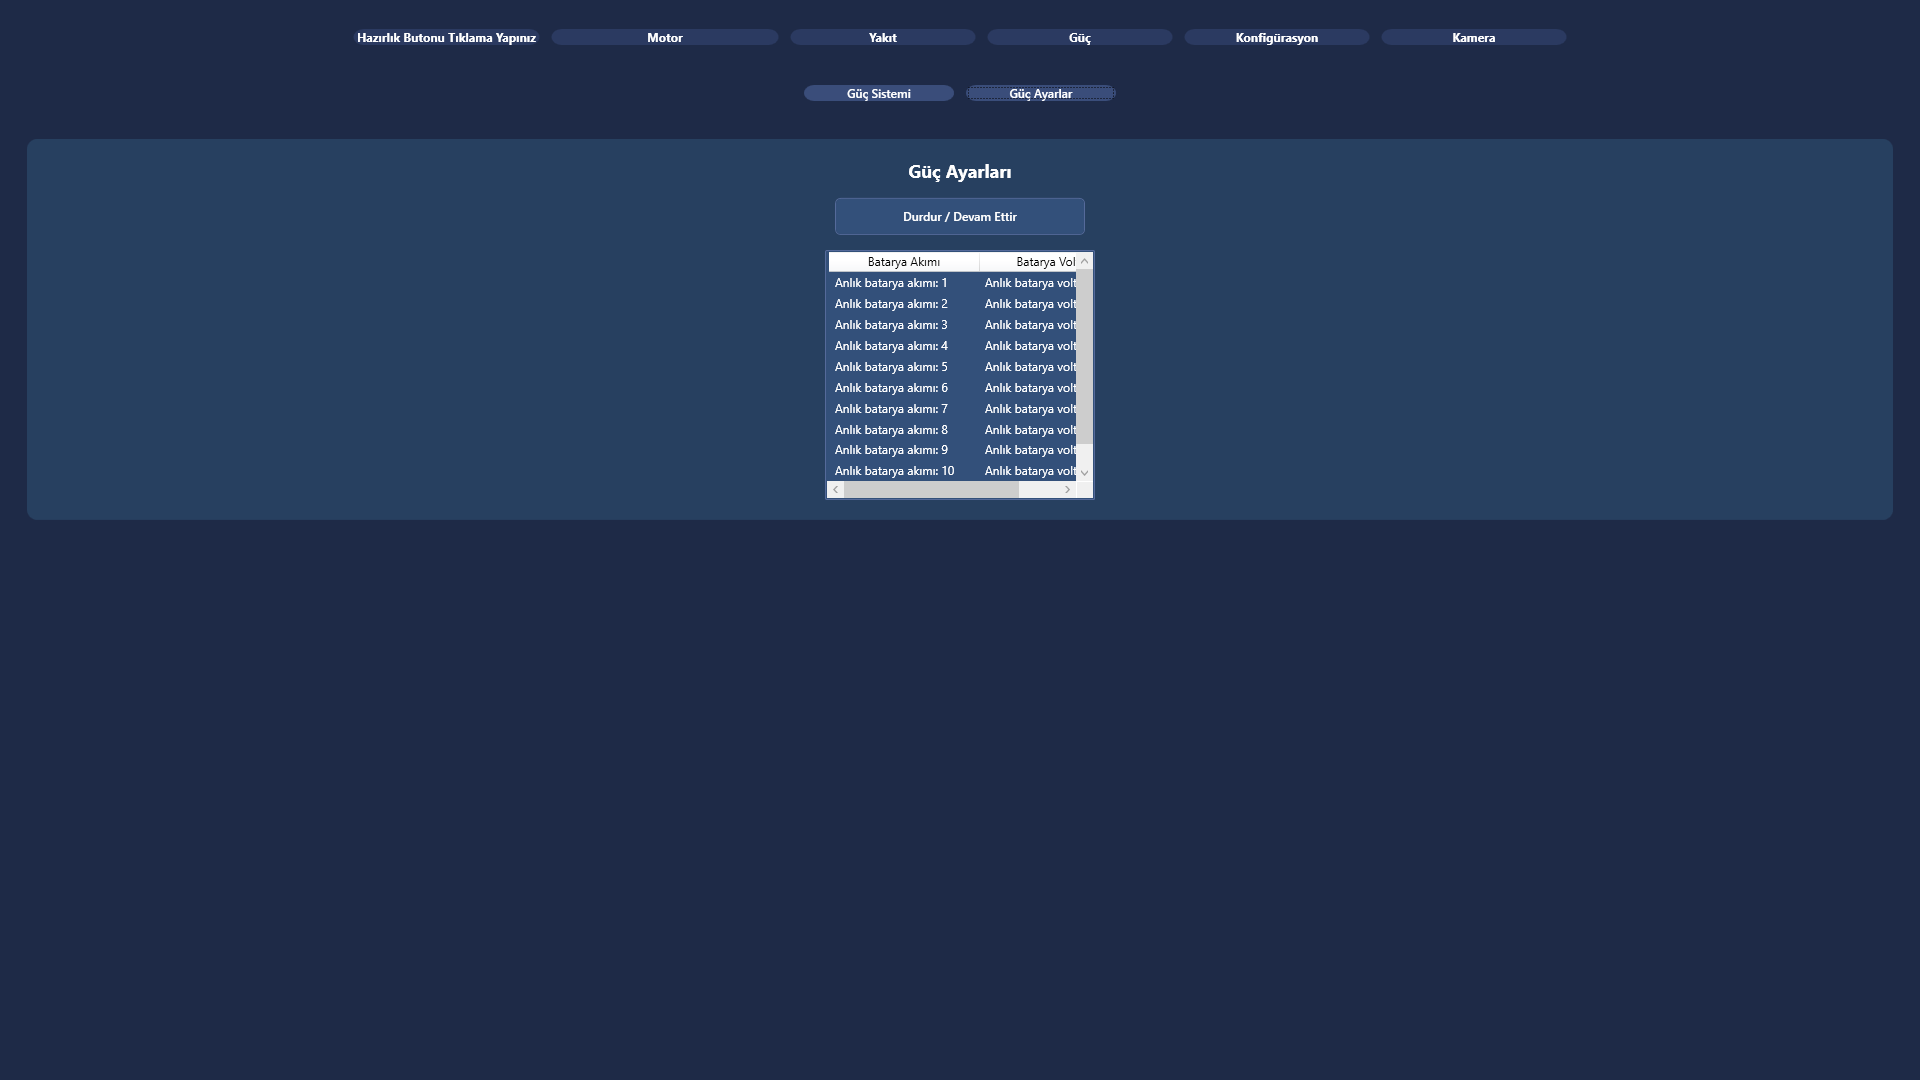 Hazırlık Butonu Tıklama Yapınız Motor Yakıt Güç Konfigürasyon Kamera
Güç Sistemi Güç Ayarlar
Güç Ayarları
Durdur / Devam Ettir
Batarya Akımı Batarya Vol
Anlık batarya akımı: 1 Anlık batarya volt
Anlık batarya akımı: 2 Anlık batarya volt
Anlık batarya akımı: 3 Anlık batarya volt
Anlık batarya akımı: 4 Anlık batarya volt
Anlık batarya akımı: 5 Anlık batarya volt
Anlık batarya akımı: 6 Anlık batarya volt
Anlık batarya akımı: 7 Anlık batarya volt
Anlık batarya akımı: 8 Anlık batarya volt
Anlık batarya akımı: 9 Anlık batarya volt
Anlık batarya akımı: 10 Anlık batarya volt